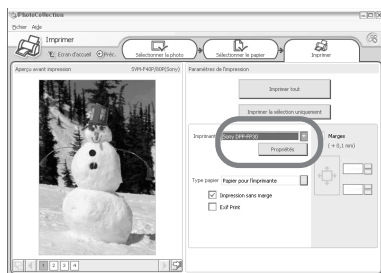 PhotoCollection
Fichier Aide
Imprimer
Ecran d'accueil Préc.
Sélectionner la photo
Sélectionner le papier
Imprimer
Aperçu avant impression SVM-F40P/80P(Sony)
Paramètres de l'impression
Imprimer tout
Imprimer la sélection uniquement
Imprimante Sony DPP-FP30
Propriétés
Marges
( + 0,1 mm)
Type papier Papier pour l'imprimante
Impression sans marge
Exif Print
1 2 3 4